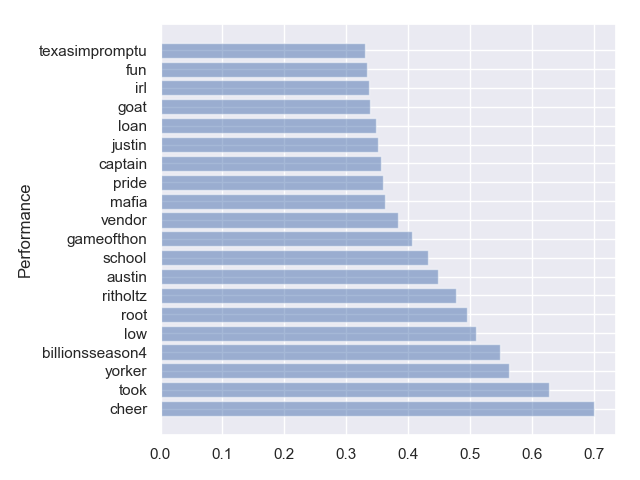 texasimpromptu
fun
irl
goat
loan
justin
captain
pride
mafia
vendor
gameofthon
school
austin
ritholtz
root
low
billionsseason4
yorker
took
cheer
Performance
0.0 0.1 0.2 0.3 0.4 0.5 0.6 0.7